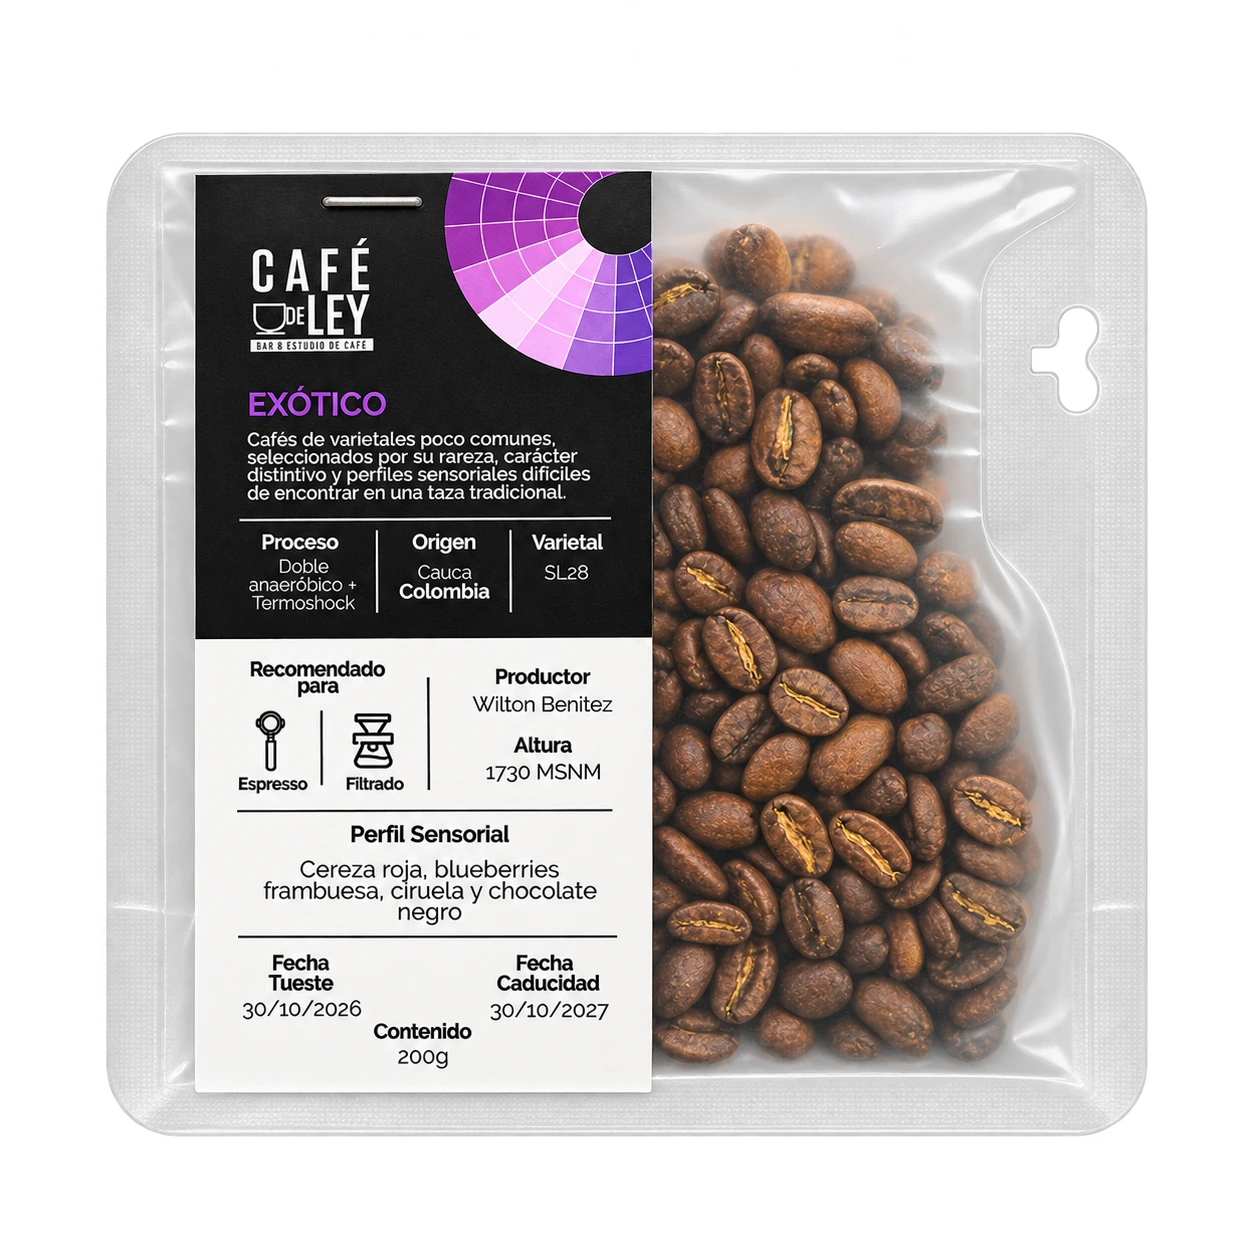 CAFÉ
DE LEY
BAR & ESTUDIO DE CAFÉ
EXÓTICO
Cafés de varietales poco comunes,
seleccionados por su rareza, carácter
distintivo y perfiles sensoriales difíciles
de encontrar en una taza tradicional.
Proceso
Doble
anaeróbico +
Termoshock
Origen
Cauca
Colombia
Varietal
SL28
Recomendado
para
Espresso
Filtrado
Productor
Wilton Benitez
Altura
1730 MSNM
Perfil Sensorial
Cereza roja, blueberries
frambuesa, ciruela y chocolate
negro
Fecha
Tueste
30/10/2026
Fecha
Caducidad
30/10/2027
Contenido
200g